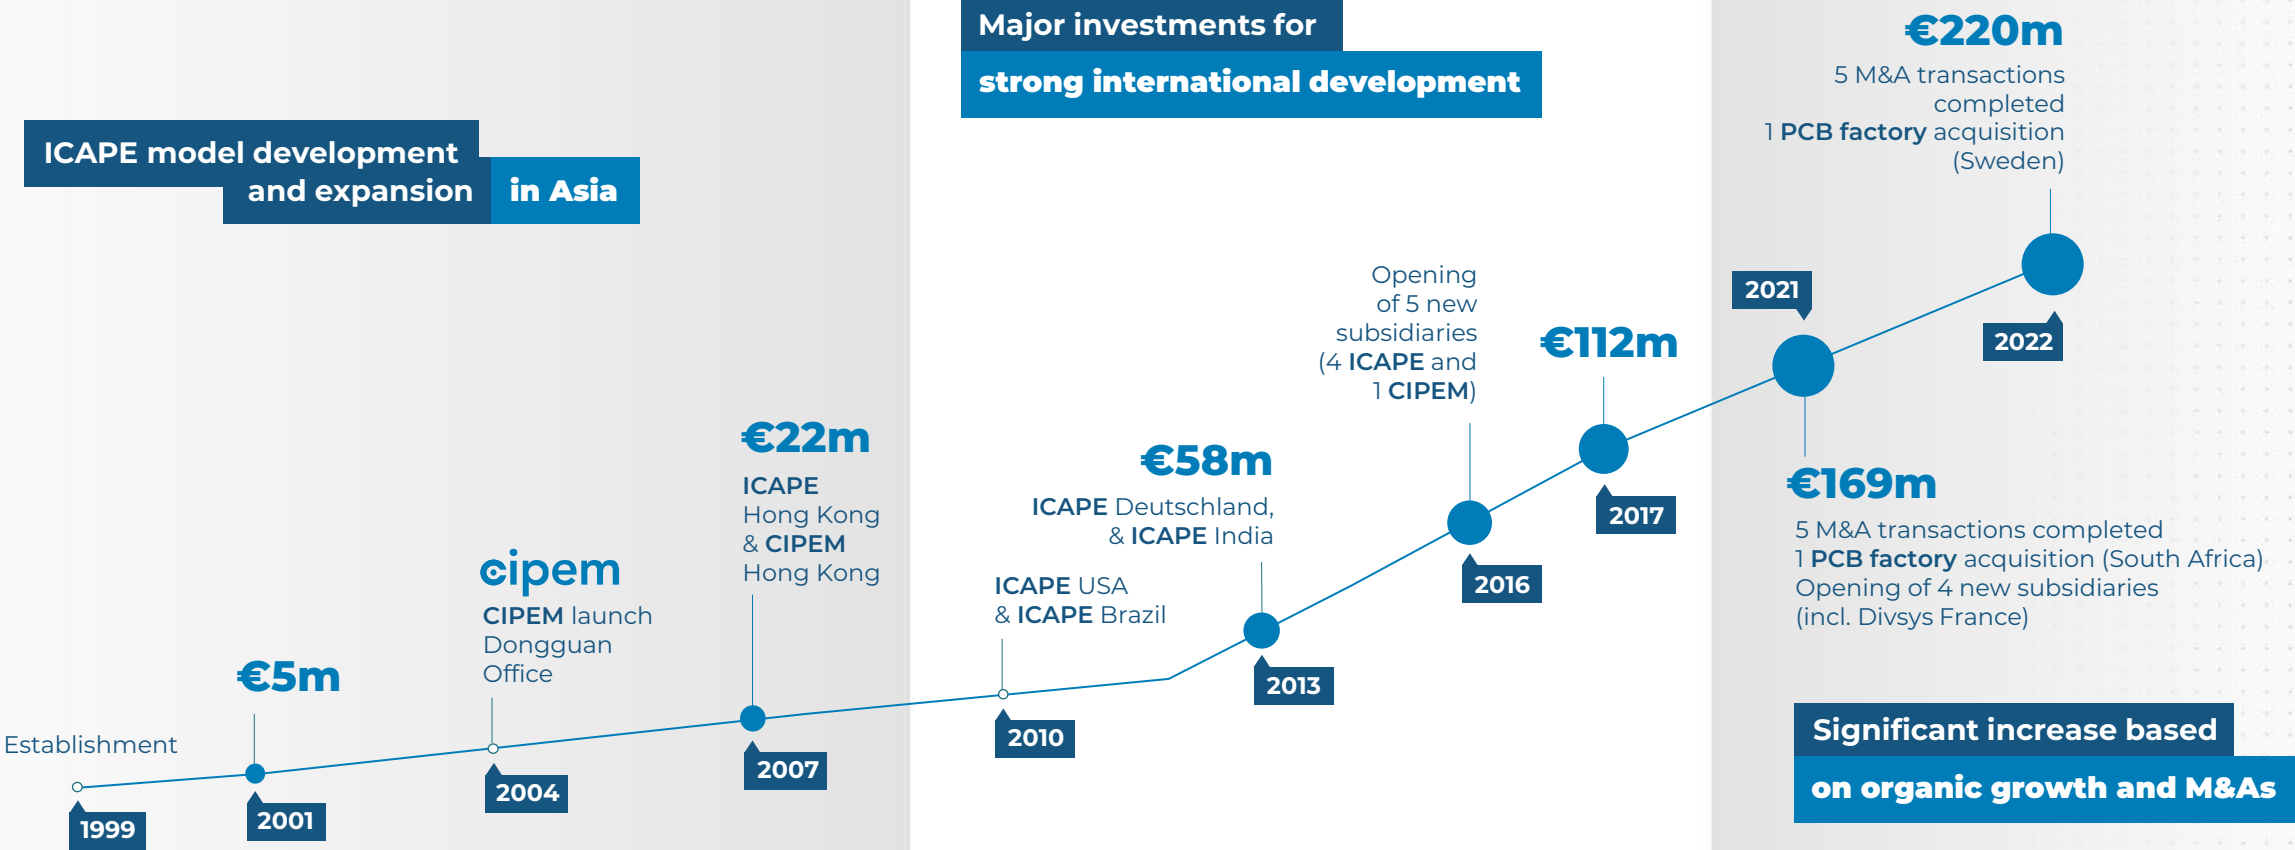 ICAPE model development
and expansion in Asia
Establishment
1999
€5m
2001
cipem
CIPEM launch
Dongguan
Office
2004
€22m
ICAPE
Hong Kong
& CIPEM
Hong Kong
2007
Major investments for
strong international development
ICAPE USA
& ICAPE Brazil
2010
€58m
ICAPE Deutschland,
& ICAPE India
2013
Opening
of 5 new
subsidiaries
(4 ICAPE and
1 CIPEM)
2016
€112m
2017
2021
€169m
5 M&A transactions completed
1 PCB factory acquisition (South Africa)
Opening of 4 new subsidiaries
(incl. Divsys France)
€220m
5 M&A transactions
completed
1 PCB factory acquisition
(Sweden)
2022
Significant increase based
on organic growth and M&As